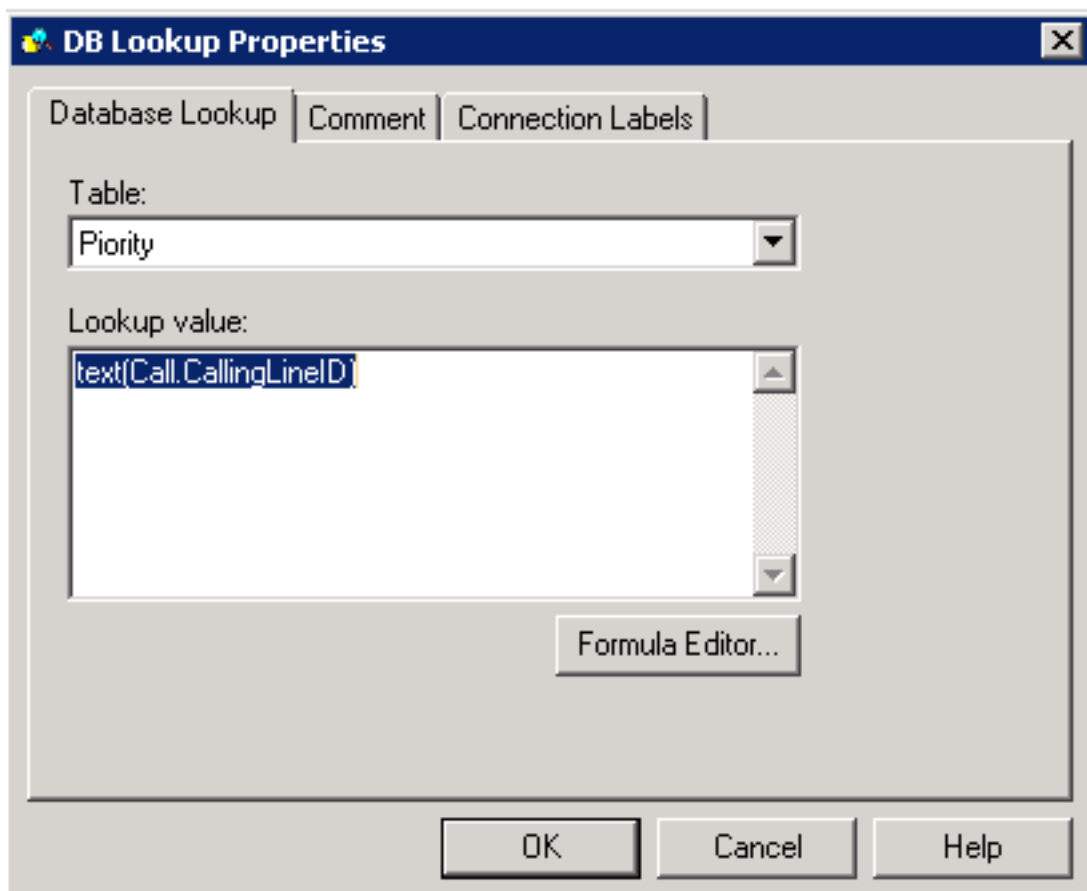 DB Lookup Properties
Database Lookup Comment Connection Labels
Table:
Piority
Lookup value:
text(Call.CallingLineID)
Formula Editor...
OK Cancel Help